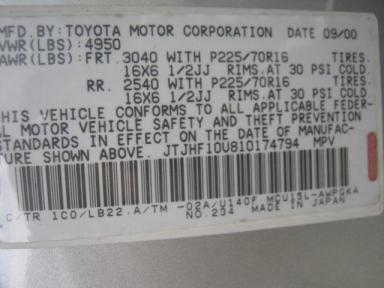 MFD.BY:TOYOTA MOTOR CORPORATION DATE 09/00
VWR(LBS):4950
AWR(LBS):FRT.3040 WITH P225/70R16 TIRES.
16X6 1/2JJ RIMS.AT 30 PSI COLD.
RR. 2540 WITH P225/70R16 TIRES.
16X6 1/2JJ RIMS.AT 30 PSI COLD.
THIS VEHICLE CONFORMS TO ALL APPLICABLE FEDER-
AL MOTOR VEHICLE SAFETY AND THEFT PREVENTION
STANDARDS IN EFFECT ON THE DATE OF MANUFAC-
TURE SHOWN ABOVE. JTJHF10U810174794 MPV
C/TR 1C0/LB22.A/TM -02A/U140F MCU15L-AWPGKA
NO.234 MADE IN JAPAN